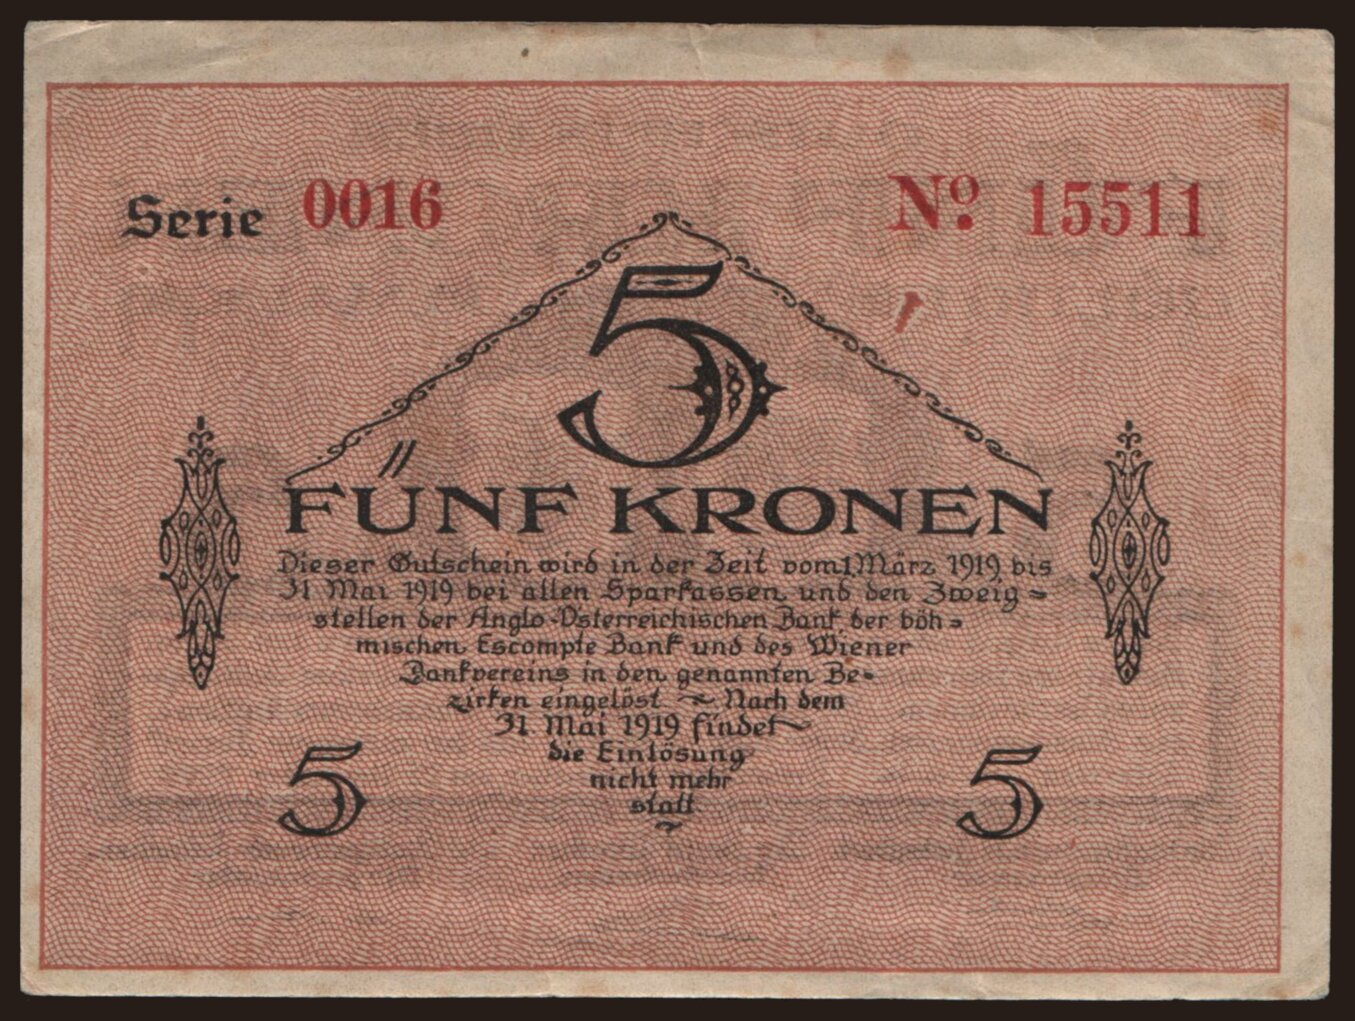 Serie 0016 No. 15511
5
FÜNF KRONEN
Dieser Gutschein wird in der Zeit vom 1. März 1919 bis
31 Mai 1919 bei allen Sparkassen und den Zweig=
stellen der Anglo-Österreichischen Bank der böh=
mischen Escompte Bank und des Wiener
Bankvereins in den genannten Be=
zirken eingelöst ~ Nach dem
31. Mai 1919 findet
die Einlösung
nicht mehr
statt
5 5